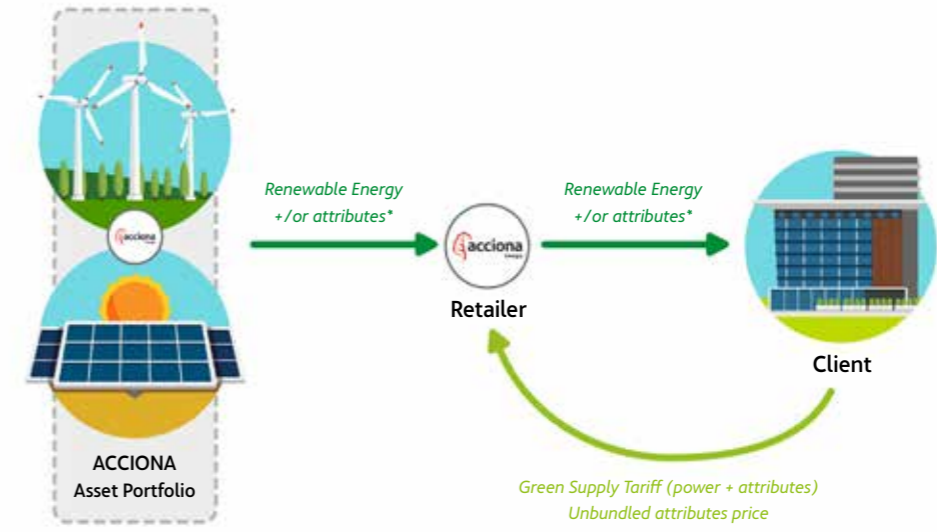 acciona
ACCIONA
Asset Portfolio
Renewable Energy
+/or attributes*
acciona
energía
Retailer
Renewable Energy
+/or attributes*
Client
Green Supply Tariff (power + attributes)
Unbundled attributes price